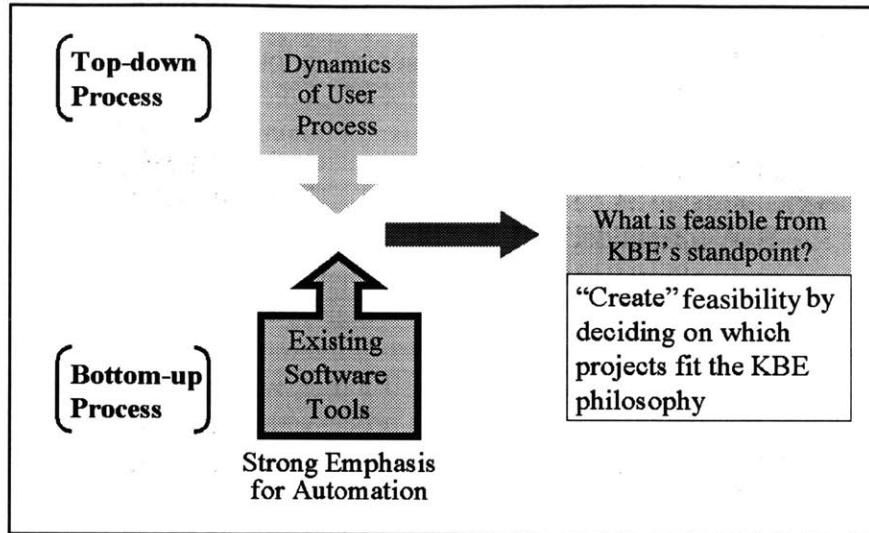 Top-down
Process
Dynamics
of User
Process
What is feasible from
KBE's standpoint?
“Create” feasibility by
deciding on which
projects fit the KBE
philosophy
Bottom-up
Process
Existing
Software
Tools
Strong Emphasis
for Automation